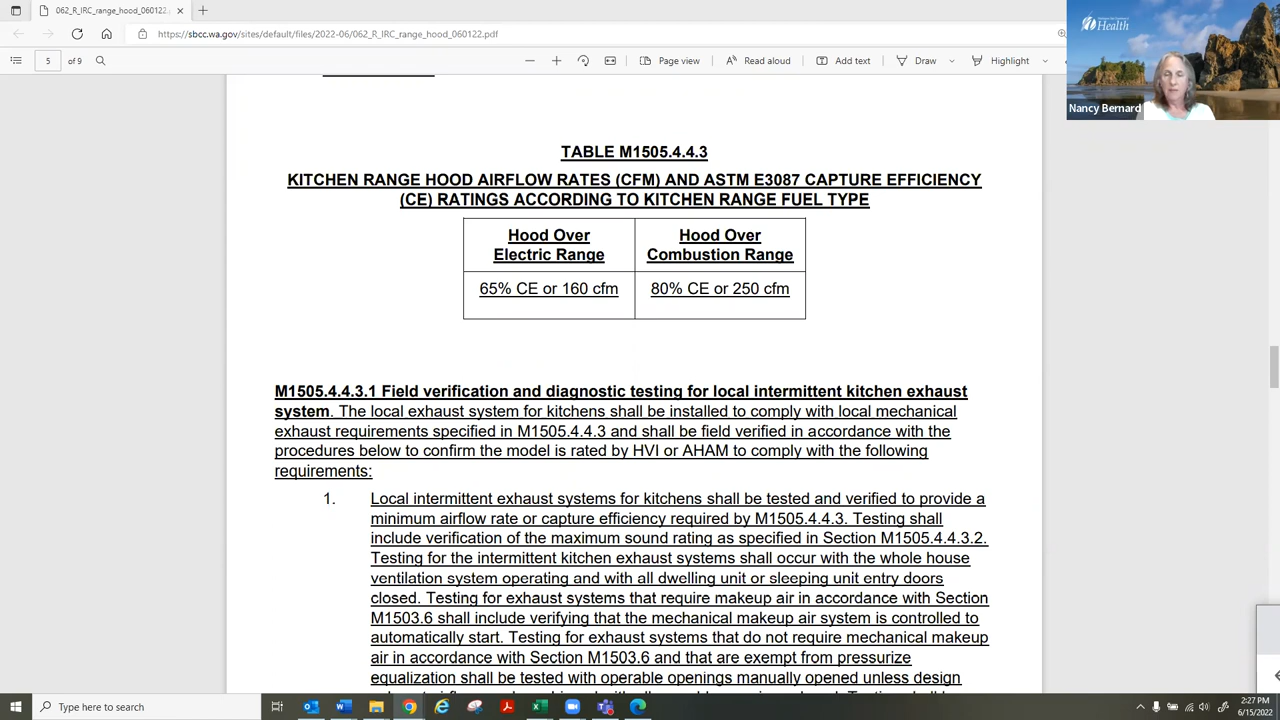 062_R_IRC_range_hood_060122.p
https://sbcc.wa.gov/sites/default/files/2022-06/062_R_IRC_range_hood_060122.pdf
5 of 9
Page view
Read aloud
Add text
Draw
Highlight
Health
Nancy Bernard
TABLE M1505.4.4.3
KITCHEN RANGE HOOD AIRFLOW RATES (CFM) AND ASTM E3087 CAPTURE EFFICIENCY
(CE) RATINGS ACCORDING TO KITCHEN RANGE FUEL TYPE
Hood Over
Electric Range
Hood Over
Combustion Range
65% CE or 160 cfm
80% CE or 250 cfm
M1505.4.4.3.1 Field verification and diagnostic testing for local intermittent kitchen exhaust
system. The local exhaust system for kitchens shall be installed to comply with local mechanical
exhaust requirements specified in M1505.4.4.3 and shall be field verified in accordance with the
procedures below to confirm the model is rated by HVI or AHAM to comply with the following
requirements:
1. Local intermittent exhaust systems for kitchens shall be tested and verified to provide a
minimum airflow rate or capture efficiency required by M1505.4.4.3. Testing shall
include verification of the maximum sound rating as specified in Section M1505.4.4.3.2.
Testing for the intermittent kitchen exhaust systems shall occur with the whole house
ventilation system operating and with all dwelling unit or sleeping unit entry doors
closed. Testing for exhaust systems that require makeup air in accordance with Section
M1503.6 shall include verifying that the mechanical makeup air system is controlled to
automatically start. Testing for exhaust systems that do not require mechanical makeup
air in accordance with Section M1503.6 and that are exempt from pressurize
equalization shall be tested with operable openings manually opened unless design
Type here to search
2:27 PM
6/15/2022